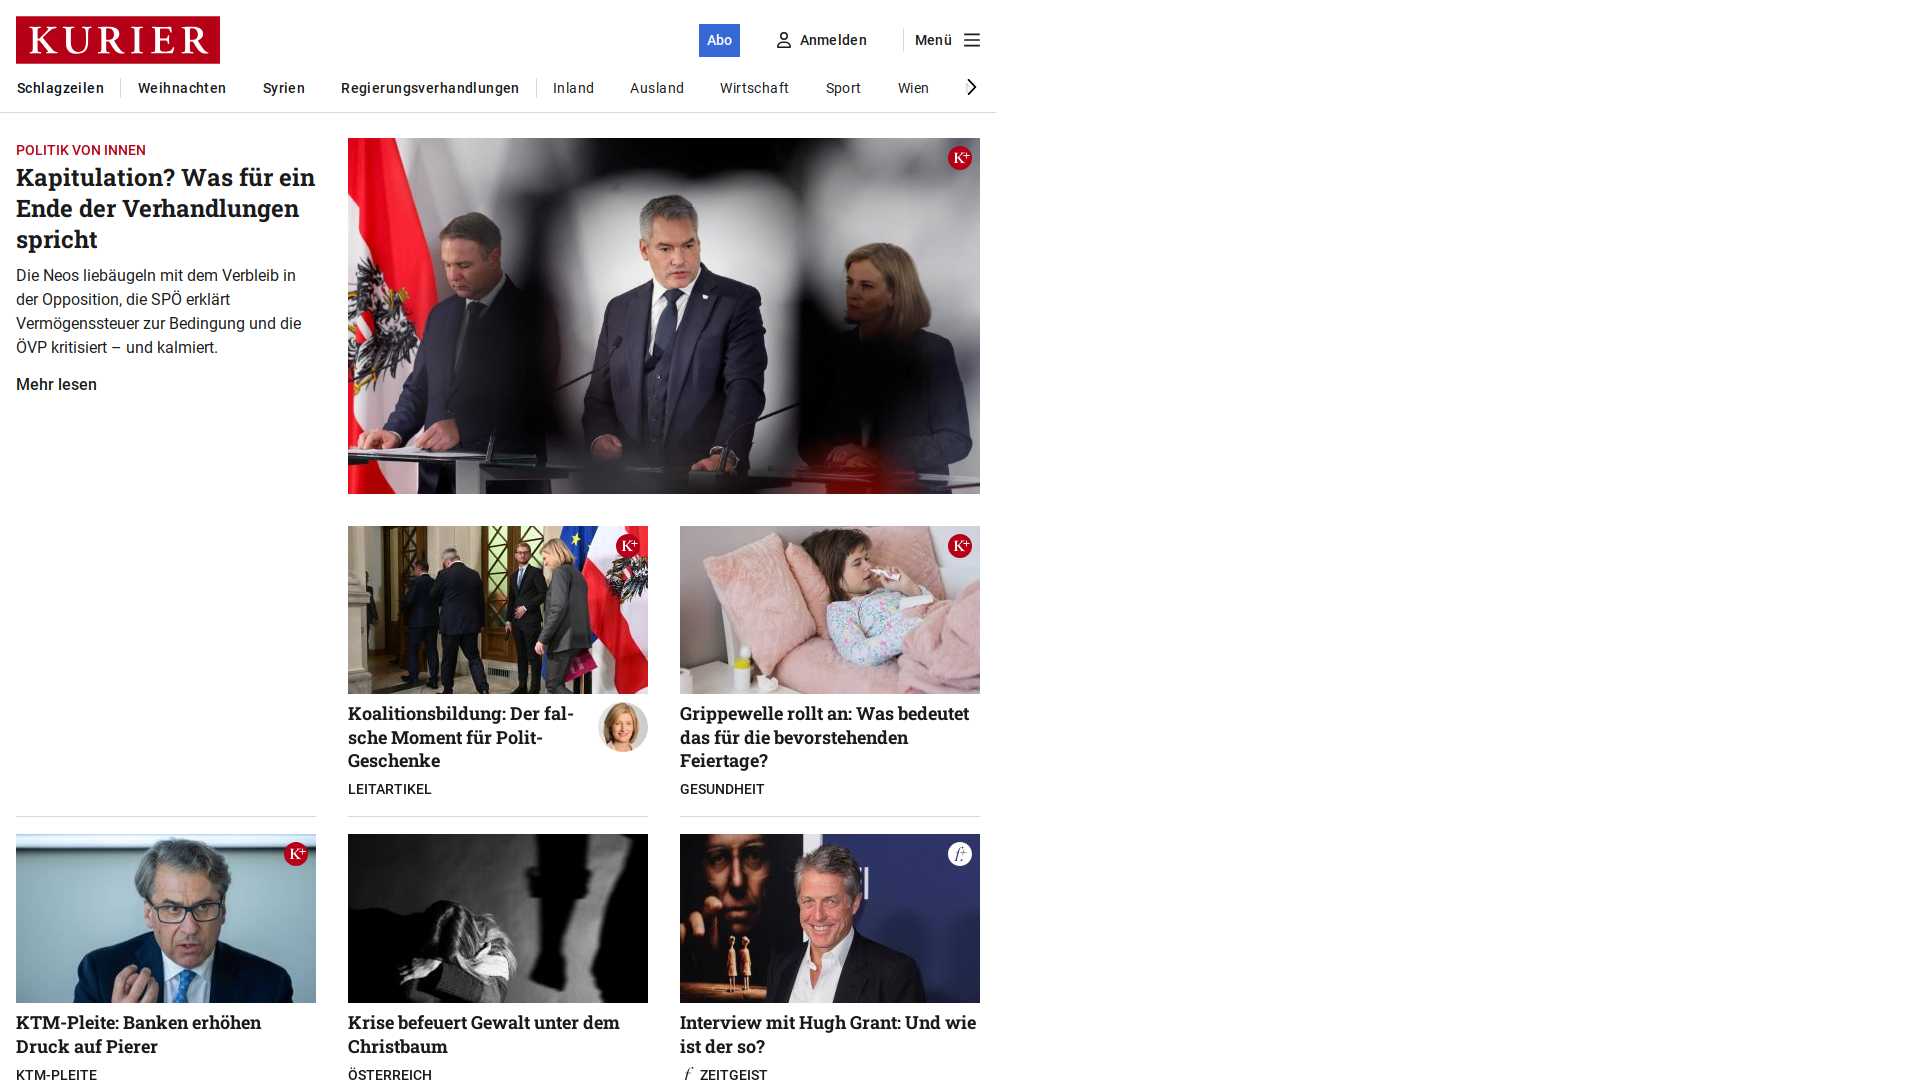 KURIER
Abo
Anmelden
Menü
Schlagzeilen
Weihnachten
Syrien
Regierungsverhandlungen
Inland
Ausland
Wirtschaft
Sport
Wien
POLITIK VON INNEN
Kapitulation? Was für ein
Ende der Verhandlungen
spricht
Die Neos liebäugeln mit dem Verbleib in
der Opposition, die SPÖ erklärt
Vermögenssteuer zur Bedingung und die
ÖVP kritisiert – und kalmiert.
Mehr lesen
K+
K+
Koalitionsbildung: Der fal-
sche Moment für Polit-
Geschenke
LEITARTIKEL
K+
Grippewelle rollt an: Was bedeutet
das für die bevorstehenden
Feiertage?
GESUNDHEIT
K+
KTM-Pleite: Banken erhöhen
Druck auf Pierer
KTM-PLEITE
Krise befeuert Gewalt unter dem
Christbaum
ÖSTERREICH
f+
Interview mit Hugh Grant: Und wie
ist der so?
f ZEITGEIST